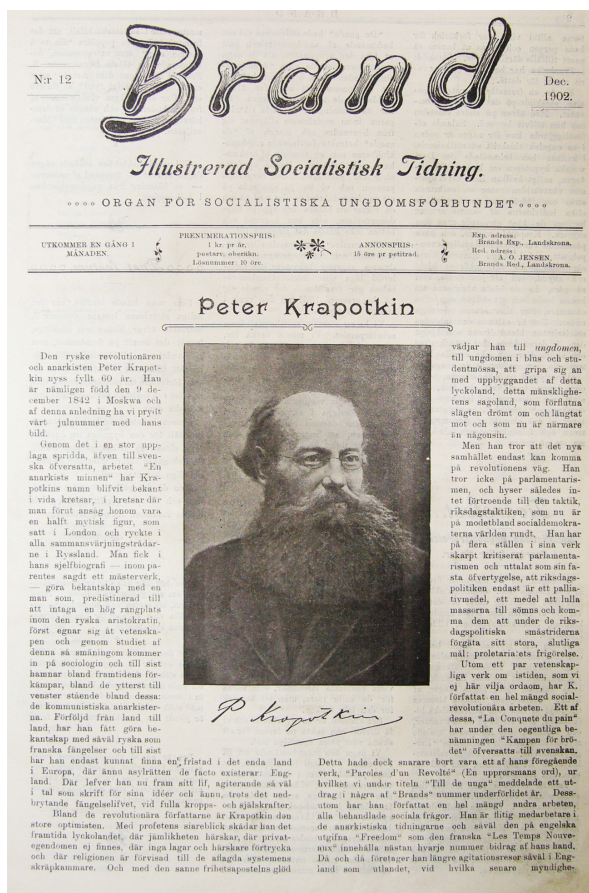 N:r 12
Brand
Dec.
1902.
Illustrerad Socialistisk Tidning.
ORGAN FÖR SOCIALISTISKA UNGDOMSFÖRBUNDET
UTKOMMER EN GÅNG I
MÅNADEN.
PRENUMERATIONSPRIS:
1 kr. pr år,
postarv. oberäkn.
Lösnummer: 10 öre.
ANNONSPRIS:
15 öre pr petitrad.
Exp. adress:
Brands Exp., Landskrona.
Red. adress:
A. O. JENSEN,
Brands Red., Landskrona.
Peter Krapotkin
Den ryske revolutionären
och anarkisten Peter Krapot-
kin nyss fyllt 60 år. Han
är nämligen född den 9 de-
cember 1842 i Moskwa och
af denna anledning ha vi prydt
vårt julnummer med hans
bild.
Genom det i en stor upp-
laga spridda, äfven till sven-
ska öfversatta, arbetet "En
anarkists minnen" har Kra-
potkins namn blifvit bekant
i vida kretsar, i kretsar där
man förut ansåg honom vara
en halft mytisk figur, som
satt i London och ryckte i
alla sammansvärjningstrådar-
ne i Ryssland. Man fick i
hans sjelfbiografi — inom pa-
rentes sagdt ett mästerverk,
— göra bekantskap med en
man som, predistinerad till
att intaga en hög rangplats
inom den ryska aristokratin,
först egnar sig åt vetenska-
pen och genom studiet af
denna så småningom kommer
in på sociologin och till sist
hamnar bland framtidens för-
kämpar, bland de ytterst till
venster stående bland dessa:
de kommunistiska anarkister-
na. Förföljd från land till
land, har han fått göra be-
kantskap med såväl ryska som
franska fängelser och till sist
har han endast kunnat finna en fristad i det enda land
i Europa, där ännu asylrätten de facto existerar: Eng-
land. Där lefver han nu fram sitt lif, agiterande så väl
i tal som skrift för sina idéer och ännu, trots det ned-
brytande fängelselifvet, vid fulla kropps- och själskrafter.
Bland de revolutionära författarne är Krapotkin den
store optimisten. Med profetens siareblick skådar han det
framtida lyckolandet, där jämlikheten härskar, där privat-
egendomen ej finnes, där inga lagar och härskare förtrycka
och där religionen är förvisad till de aflagda systemens
skräpkammare. Och med den sanne frihetsapostelns glöd
P Kropotkin
vädjar han till ungdomen,
till ungdomen i blus och stu-
dentmössa, att gripa sig an
med uppbyggandet af detta
lyckoland, detta mänsklighe-
tens sagoland, som förflutna
slägten drömt om och längtat
mot och som nu är närmare
än någonsin.
Men han tror att det nya
samhället endast kan komma
på revolutionens väg. Han
tror icke på parlamentaris-
men, och hyser således in-
tet förtroende till den taktik,
riksdagstaktiken, som nu är
på modet bland socialdemokra-
terna världen rundt. Han har
på flera ställen i sina verk
skarpt kritiserat parlamenta-
rismen och uttalat som sin fa-
sta öfvertygelse, att riksdags-
politiken endast är ett pallia-
tivmedel, ett medel att lulla
massorna till sömns och kom-
ma dem att under de riks-
dagspolitiska småstriderna
förgäta sitt stora, slutliga
mål: proletariatets frigörelse.
Utom ett par vetenskap-
liga verk om istiden, som vi
ej här vilja ordaom, har K.
författat en hel mängd social-
revolutionära arbeten. Ett af
dessa, "La Conquete du pain"
har under den oegentliga be-
nämningen "Kampen för brö-
det" öfversatts till svenskan.
Detta hade dock snarare bort vara ett af hans föregående
verk, "Paroles d'un Revolté" (En upprorsmans ord), ur
hvilket vi under titeln "Till de unga" meddelade ett ut-
drag i några af "Brands" nummer underförlidet år. Dess-
utom har han författat en hel mängd andra arbeten,
alla behandlade sociala frågor. Han är flitig medarbetare i
de anarkistiska tidningarne och såväl den på engelska
utgifna "Freedom" som den franska "Les Temps Nouve-
aux" innehålla nästan hvarje nummer bidrag af hans hand.
Då och då företager han längre agitationsresor såväl i Eng-
land som utlandet, vid hvilka senare myndighe-